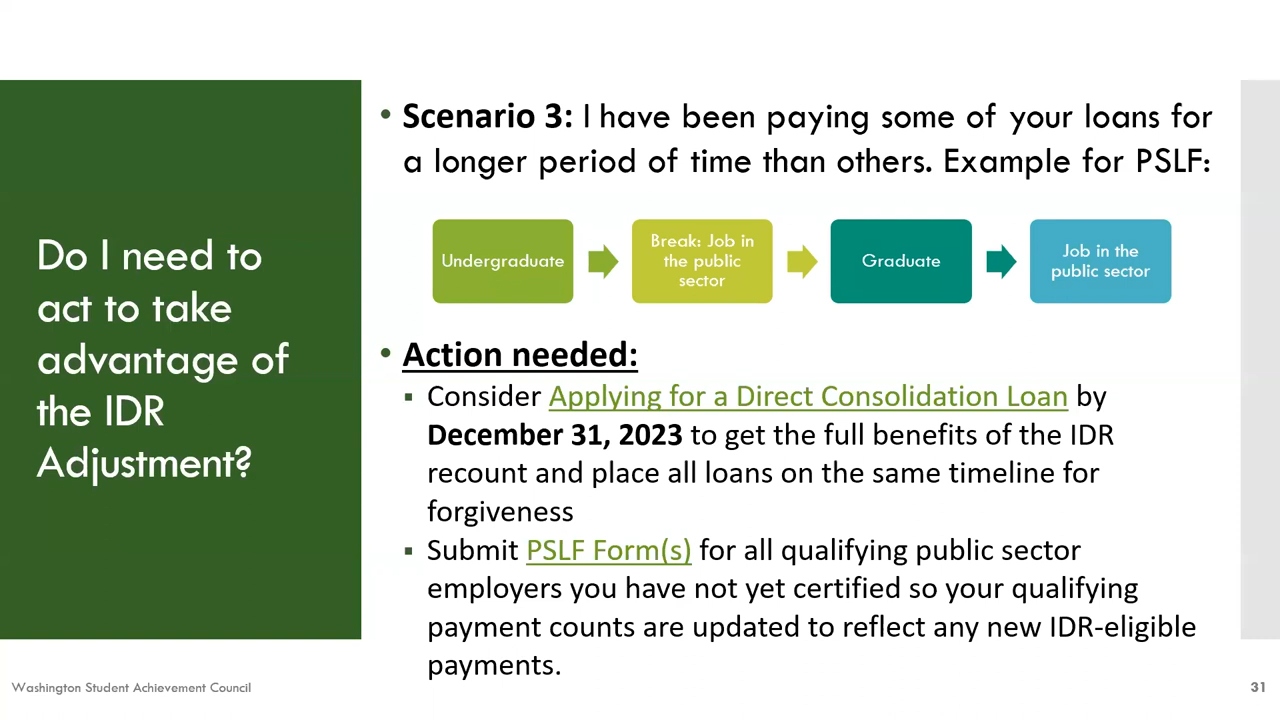 Do I need to
act to take
advantage of
the IDR
Adjustment?
• Scenario 3: I have been paying some of your loans for
a longer period of time than others. Example for PSLF:
Undergraduate
Break: Job in
the public
sector
Graduate
Job in the
public sector
• Action needed:
▪ Consider Applying for a Direct Consolidation Loan by
December 31, 2023 to get the full benefits of the IDR
recount and place all loans on the same timeline for
forgiveness
▪ Submit PSLF Form(s) for all qualifying public sector
employers you have not yet certified so your qualifying
payment counts are updated to reflect any new IDR-eligible
payments.
Washington Student Achievement Council
31